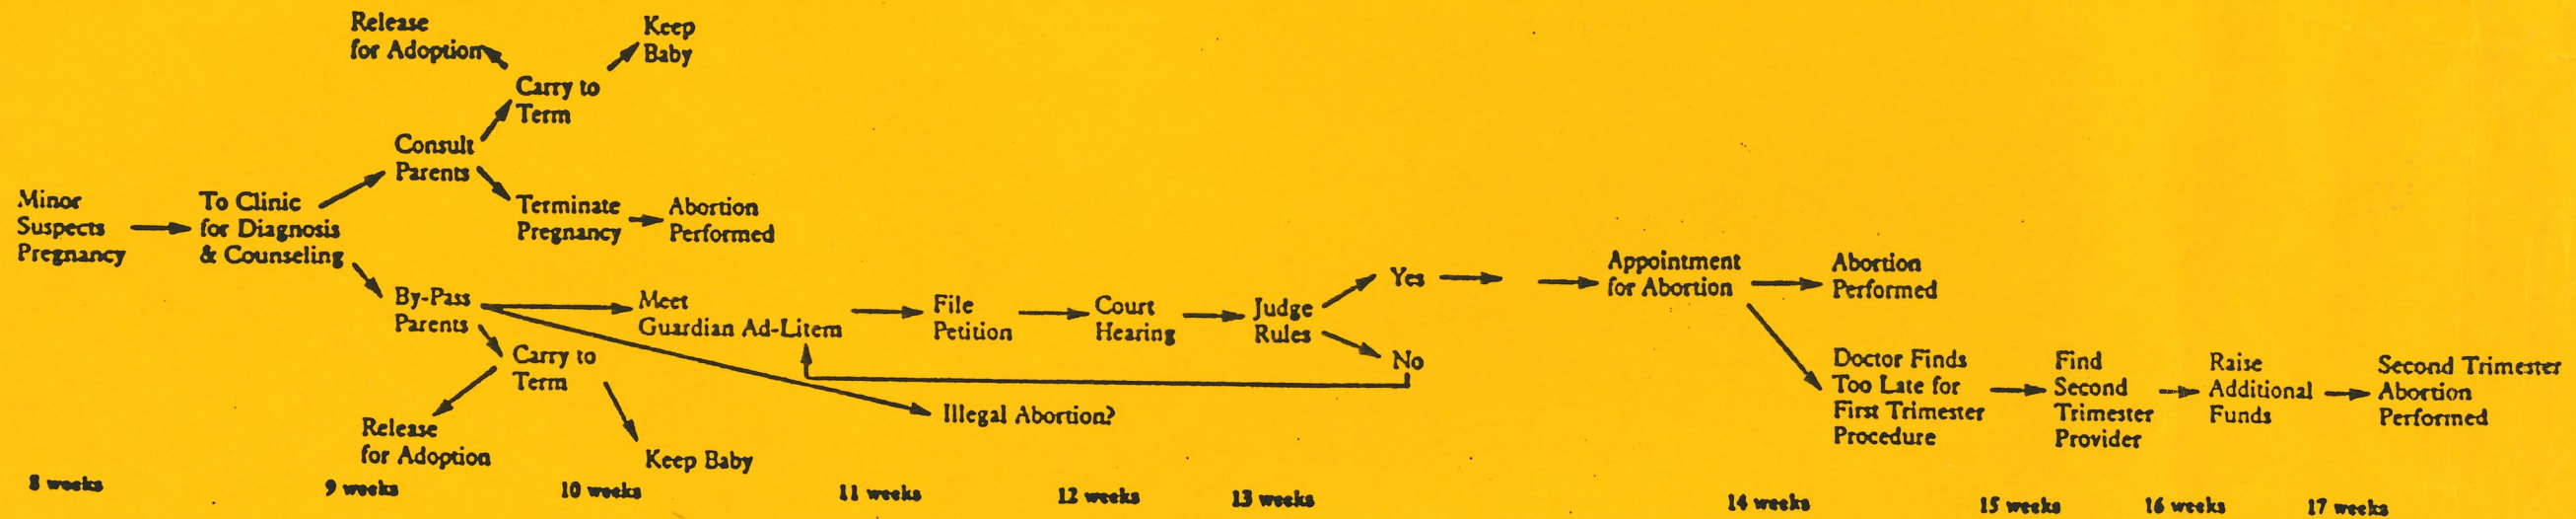 Release
for Adoption
Keep
Baby
Carry to
Term
Consult
Parents
Minor
Suspects
Pregnancy
To Clinic
for Diagnosis
& Counseling
Terminate
Pregnancy
Abortion
Performed
By-Pass
Parents
Meet
Guardian Ad-Litem
File
Petition
Court
Hearing
Judge
Rules
Yes
No
Appointment
for Abortion
Abortion
Performed
Carry to
Term
Release
for Adoption
Keep Baby
Illegal Abortion?
Doctor Finds
Too Late for
First Trimester
Procedure
Find
Second
Trimester
Provider
Raise
Additional
Funds
Second Trimester
Abortion
Performed
8 weeks
9 weeks
10 weeks
11 weeks
12 weeks
13 weeks
14 weeks
15 weeks
16 weeks
17 weeks